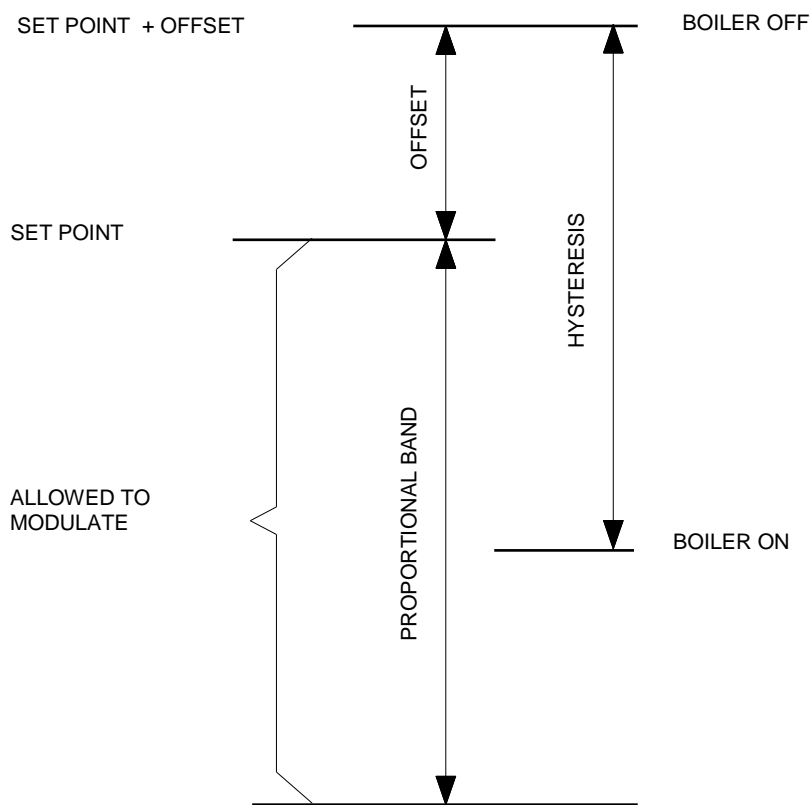 SET POINT + OFFSET
BOILER OFF
OFFSET
SET POINT
HYSTERESIS
PROPORTIONAL BAND
ALLOWED TO
MODULATE
BOILER ON